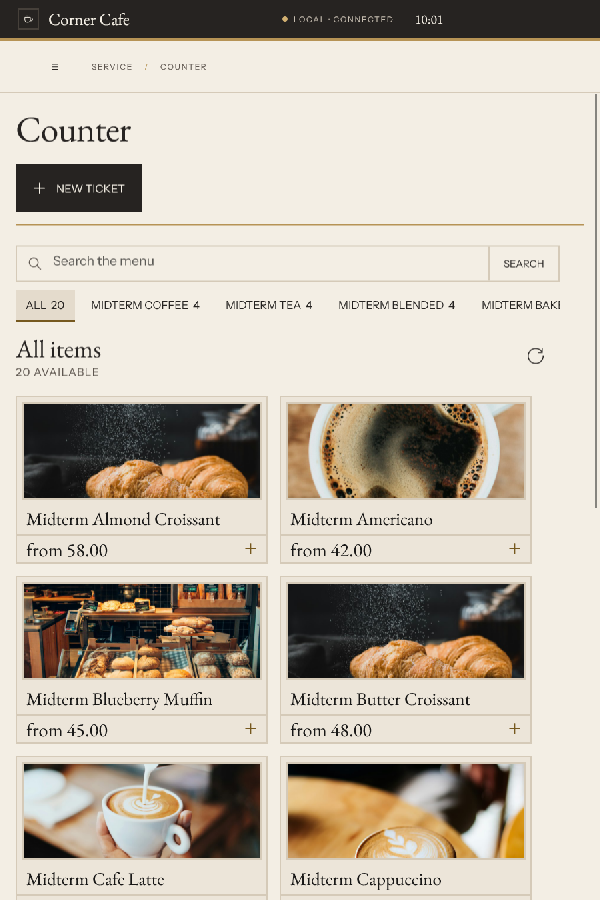 Corner Cafe
LOCAL · CONNECTED
10:01
SERVICE / COUNTER
Counter
+ NEW TICKET
Search the menu
SEARCH
ALL 20
MIDTERM COFFEE 4
MIDTERM TEA 4
MIDTERM BLENDED 4
MIDTERM BAKI
All items
20 AVAILABLE
Midterm Almond Croissant
from 58.00 +
Midterm Americano
from 42.00 +
Midterm Blueberry Muffin
from 45.00 +
Midterm Butter Croissant
from 48.00 +
Midterm Cafe Latte
Midterm Cappuccino